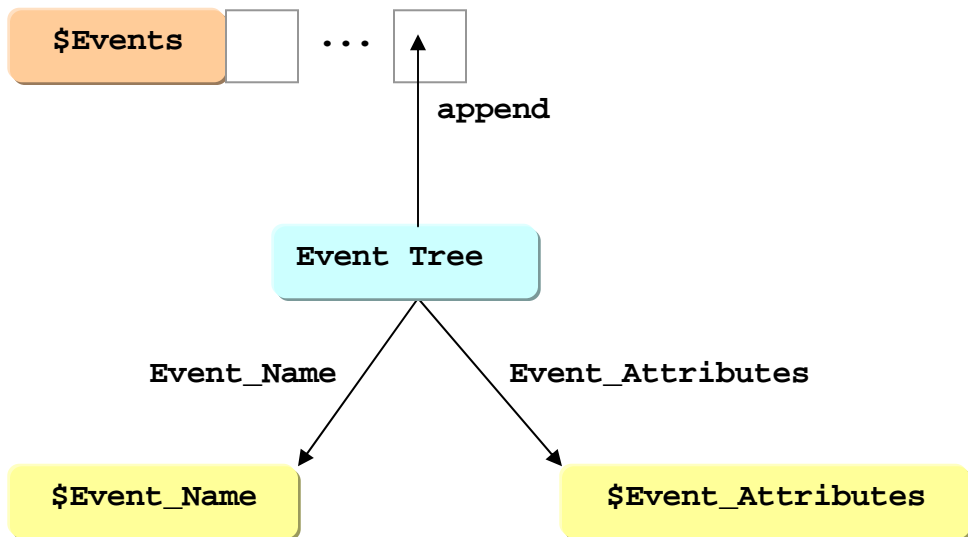 $Events ...
append
Event Tree
Event_Name Event_Attributes
$Event_Name $Event_Attributes